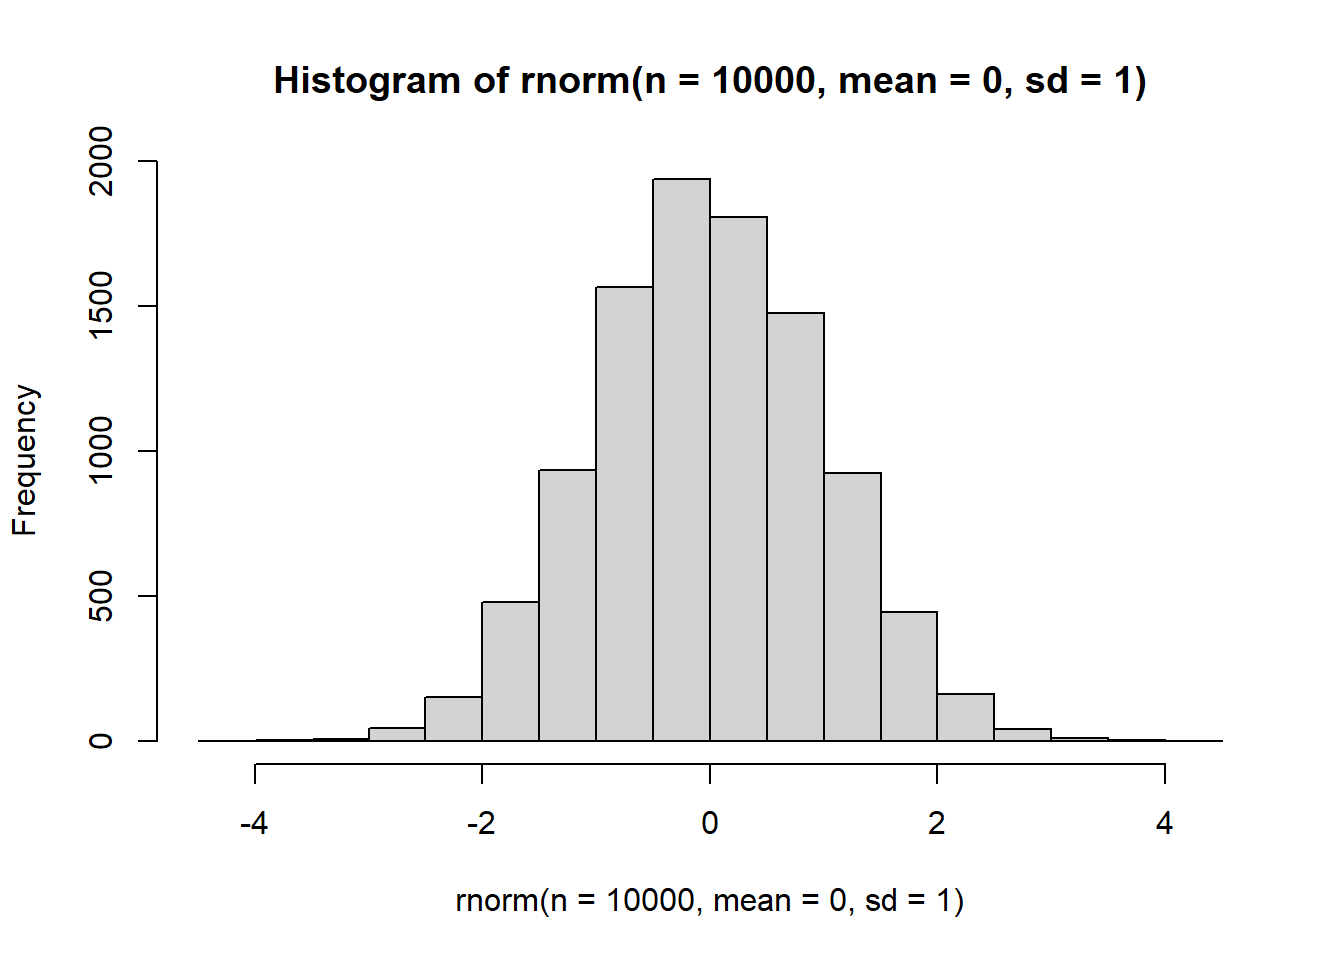 Histogram of rnorm(n = 10000, mean = 0, sd = 1)
2000
1500
1000
500
0
Frequency
-4 -2 0 2 4
rnorm(n = 10000, mean = 0, sd = 1)